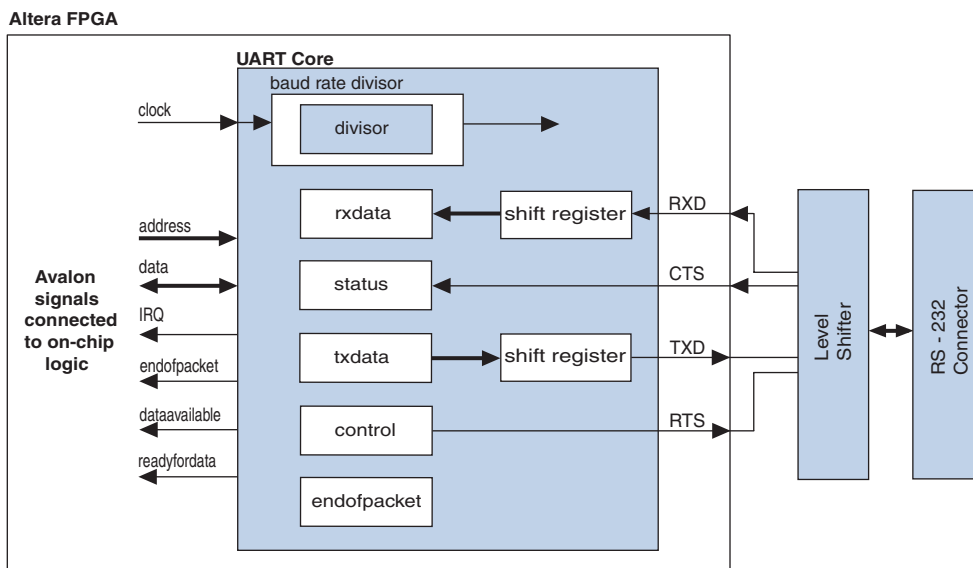 Altera FPGA
UART Core
baud rate divisor
clock
divisor
rxdata
shift register
RXD
address
data
status
CTS
Avalon
signals
connected
to on-chip
logic
IRQ
txdata
shift register
TXD
endofpacket
dataavailable
control
RTS
readyfordata
endofpacket
Level
Shifter
RS - 232
Connector